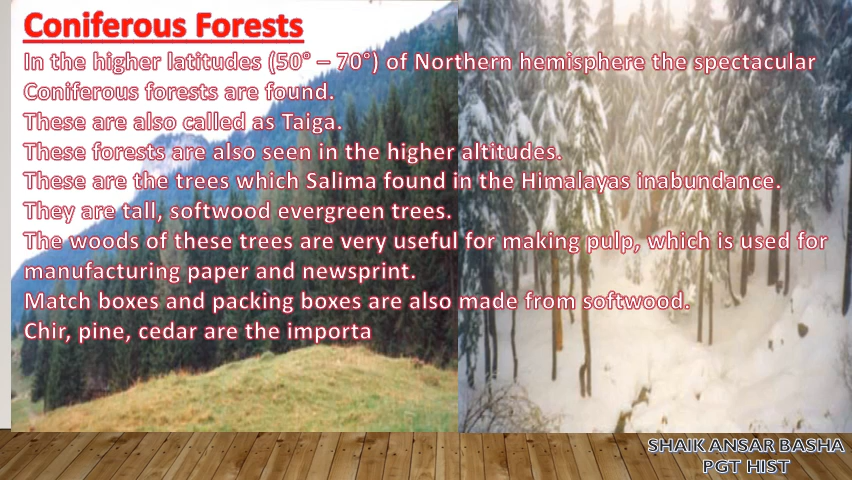 Coniferous Forests
In the higher latitudes (50° – 70°) of Northern hemisphere the spectacular
Coniferous forests are found.
These are also called as Taiga.
These forests are also seen in the higher altitudes.
These are the trees which Salima found in the Himalayas inabundance.
They are tall, softwood evergreen trees.
The woods of these trees are very useful for making pulp, which is used for
manufacturing paper and newsprint.
Match boxes and packing boxes are also made from softwood.
Chir, pine, cedar are the importa
SHAIK ANSAR BASHA
PGT HIST